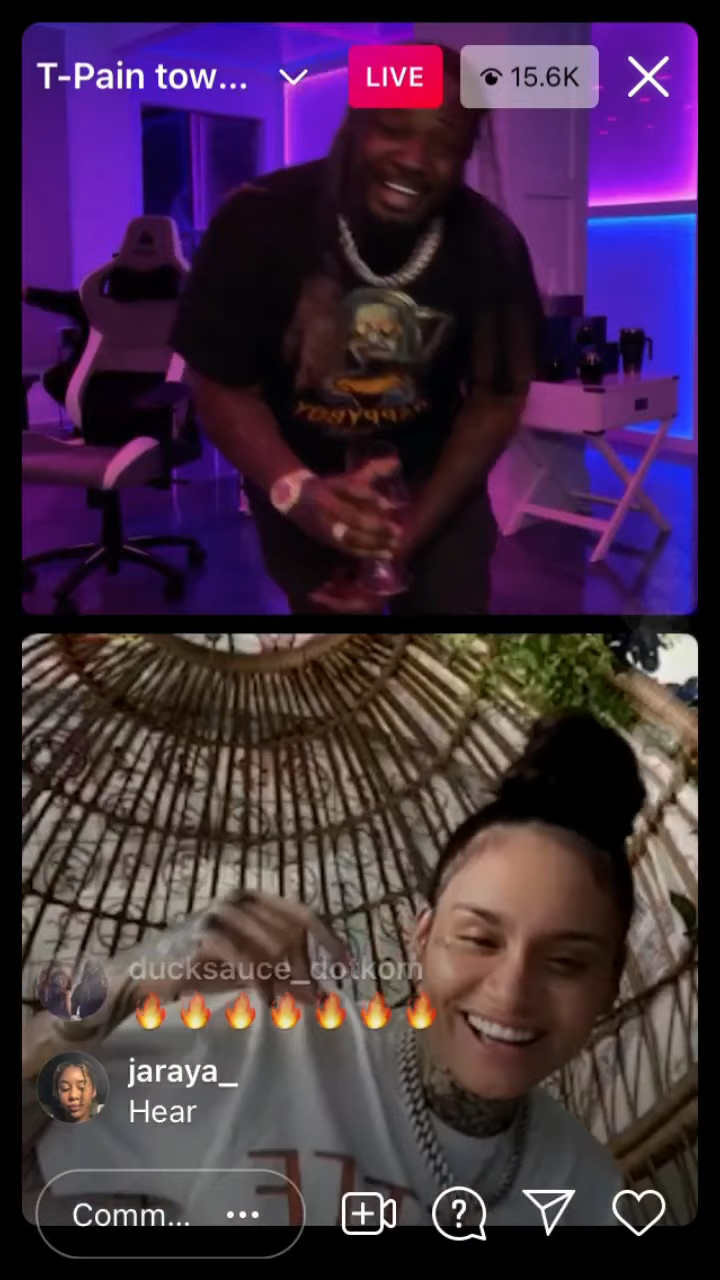 T-Pain tow...
LIVE
15.6K
ducksauce_dotkom
🔥🔥🔥🔥🔥🔥🔥
jaraya_
Hear
Comm...